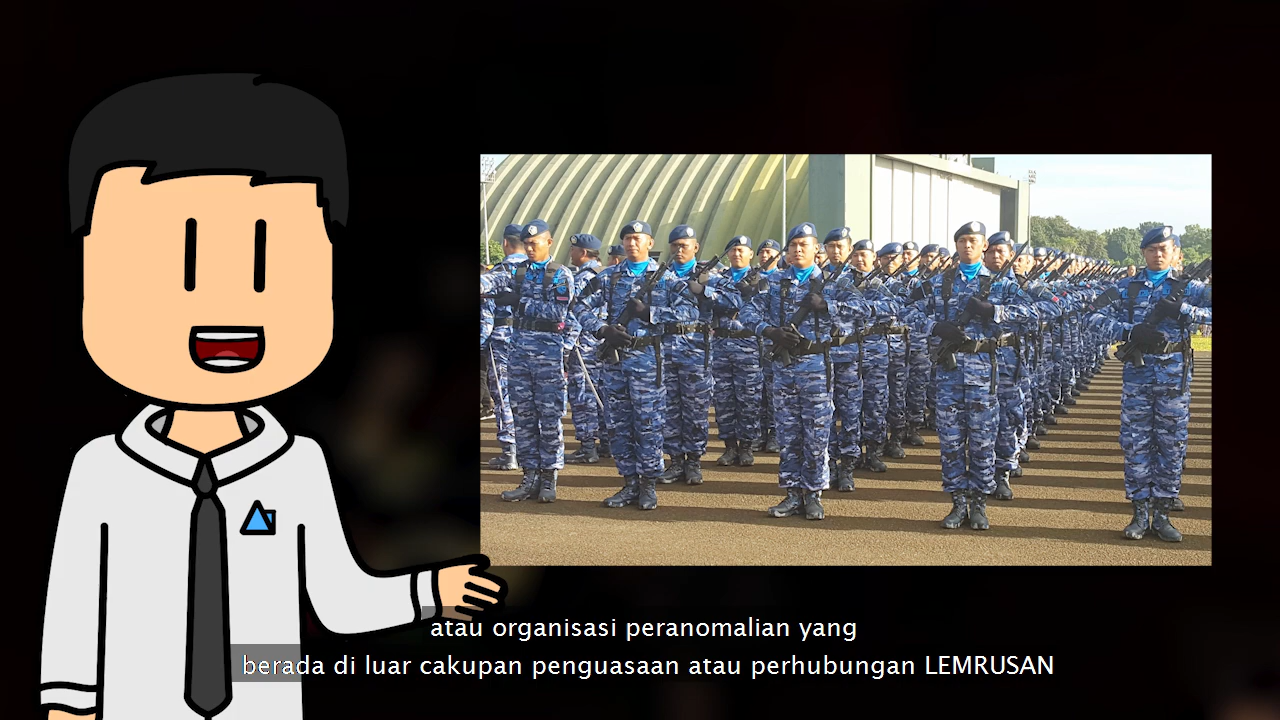 atau organisasi peranomalian yang
berada di luar cakupan penguasaan atau perhubungan LEMRUSAN